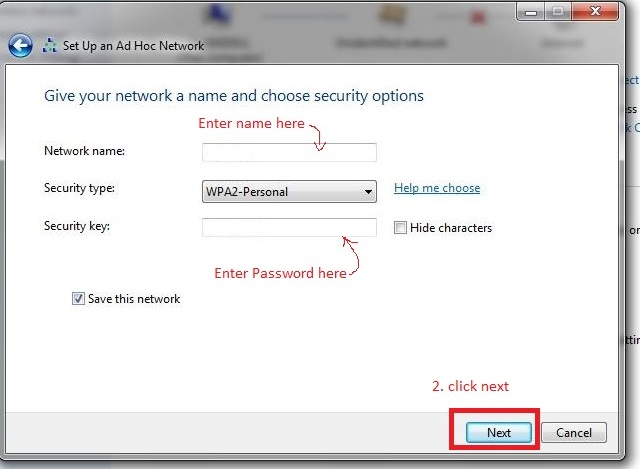 Set Up an Ad Hoc Network
Give your network a name and choose security options
Enter name here
Network name:
Security type: WPA2-Personal Help me choose
Security key: Hide characters
Enter Password here
Save this network
2. click next
Next Cancel